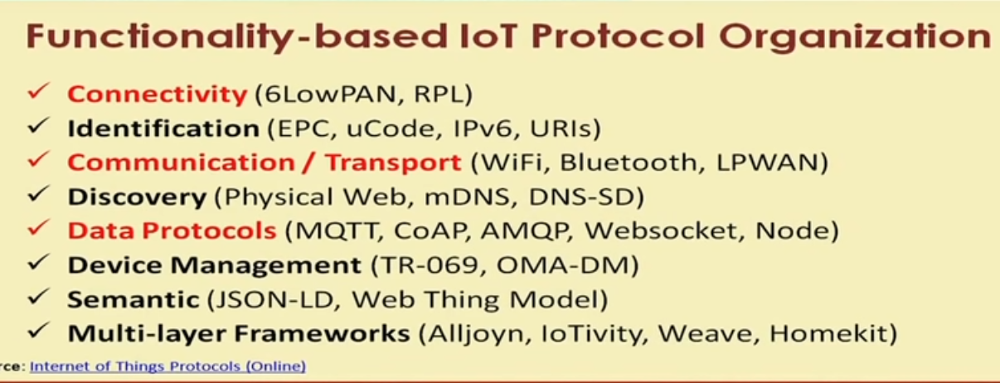 Functionality-based IoT Protocol Organization
✓ Connectivity (6LowPAN, RPL)
✓ Identification (EPC, uCode, IPv6, URIs)
✓ Communication / Transport (WiFi, Bluetooth, LPWAN)
✓ Discovery (Physical Web, mDNS, DNS-SD)
✓ Data Protocols (MQTT, CoAP, AMQP, Websocket, Node)
✓ Device Management (TR-069, OMA-DM)
✓ Semantic (JSON-LD, Web Thing Model)
✓ Multi-layer Frameworks (Alljoyn, IoTivity, Weave, Homekit)
rce: Internet of Things Protocols (Online)